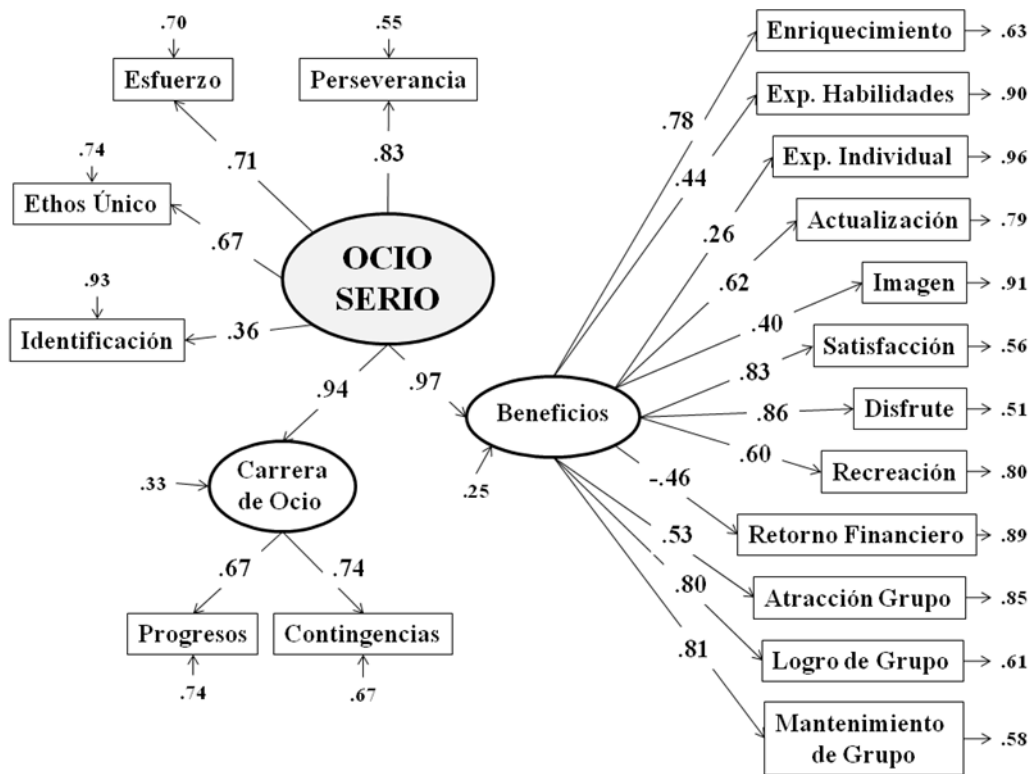 .70
Esfuerzo
.55
Perseverancia
.74
Ethos Único
.93
Identificación
.71
.83
.67
.36
OCIO
SERIO
.94
.97
Carrera
de Ocio
.33
.67
.74
Progresos
.74
Contingencias
.67
Beneficios
.25
.78
Enriquecimiento
.63
.44
Exp. Habilidades
.90
.26
Exp. Individual
.96
.62
Actualización
.79
.40
Imagen
.91
.83
Satisfacción
.56
.86
Disfrute
.51
.60
Recreación
.80
-.46
Retorno Financiero
.89
.53
Atracción Grupo
.85
.80
Logro de Grupo
.61
.81
Mantenimiento
de Grupo
.58